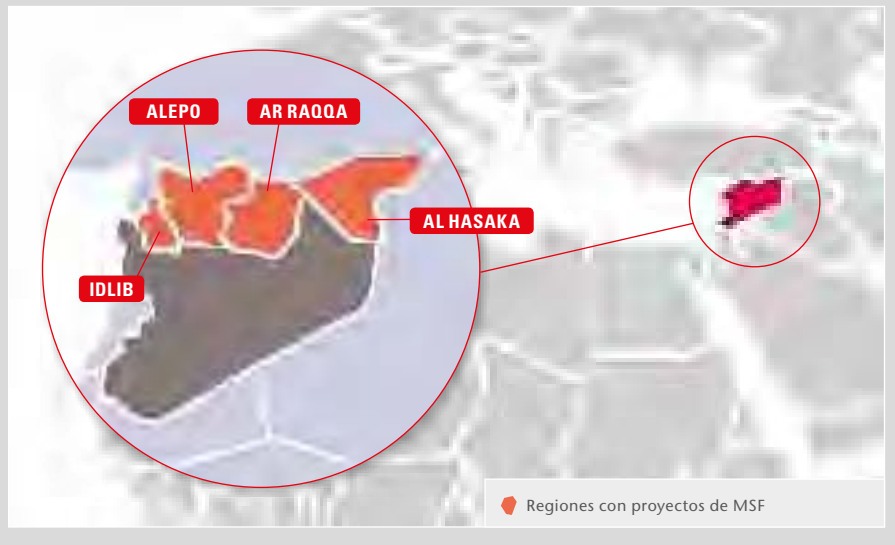 ALEPO
AR RAQQA
AL HASAKA
IDLIB
Regiones con proyectos de MSF